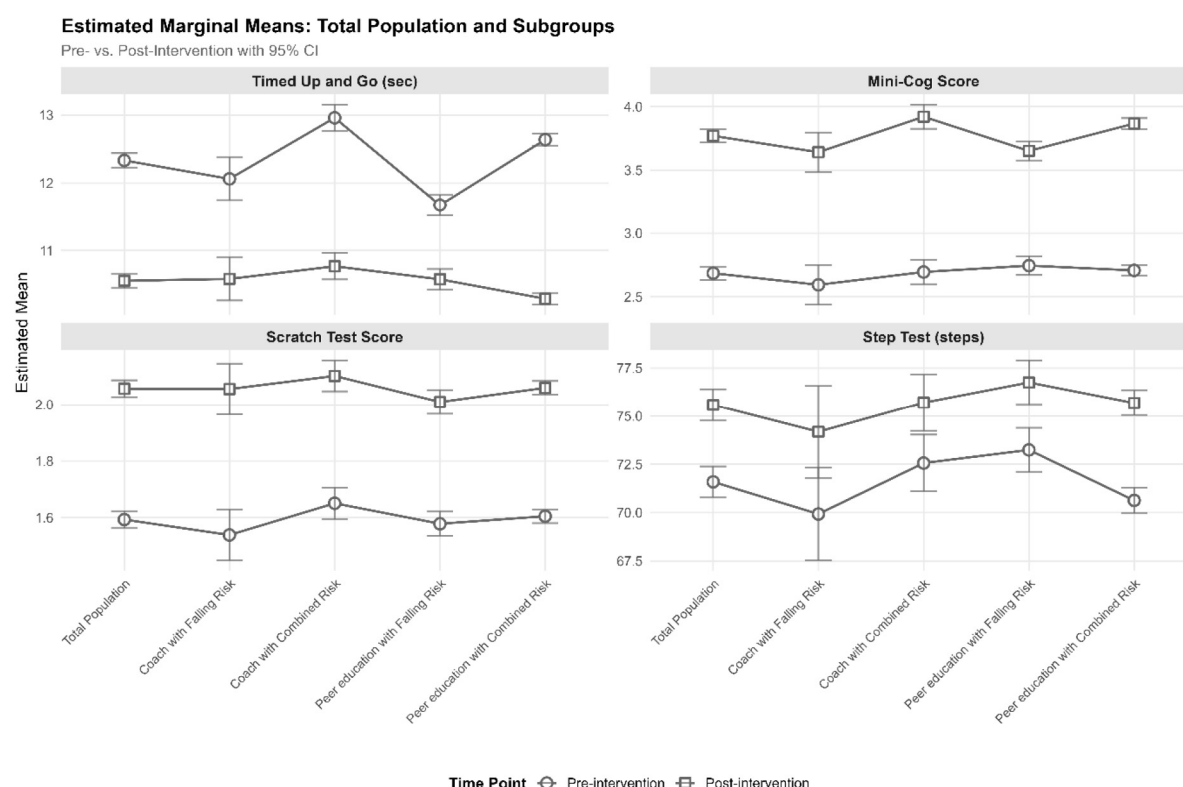 Estimated Marginal Means: Total Population and Subgroups
Pre- vs. Post-Intervention with 95% CI
Estimated Mean
Timed Up and Go (sec)
13
12
11
Mini-Cog Score
4.0
3.5
3.0
2.5
Scratch Test Score
2.0
1.8
1.6
Step Test (steps)
77.5
75.0
72.5
70.0
67.5
Total Population
Coach with Falling Risk
Coach with Combined Risk
Peer education with Falling Risk
Peer education with Combined Risk
Total Population
Coach with Falling Risk
Coach with Combined Risk
Peer education with Falling Risk
Peer education with Combined Risk
Time Point Pre-intervention Post-intervention